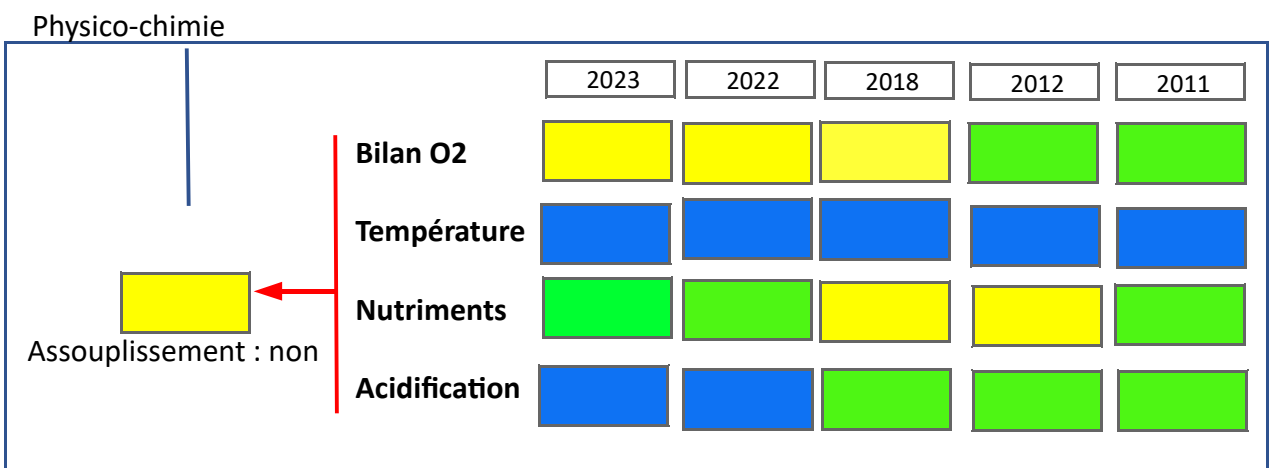 Physico-chimie
2023 2022 2018 2012 2011
Bilan O2
Température
Nutriments
Assouplissement : non
Acidification